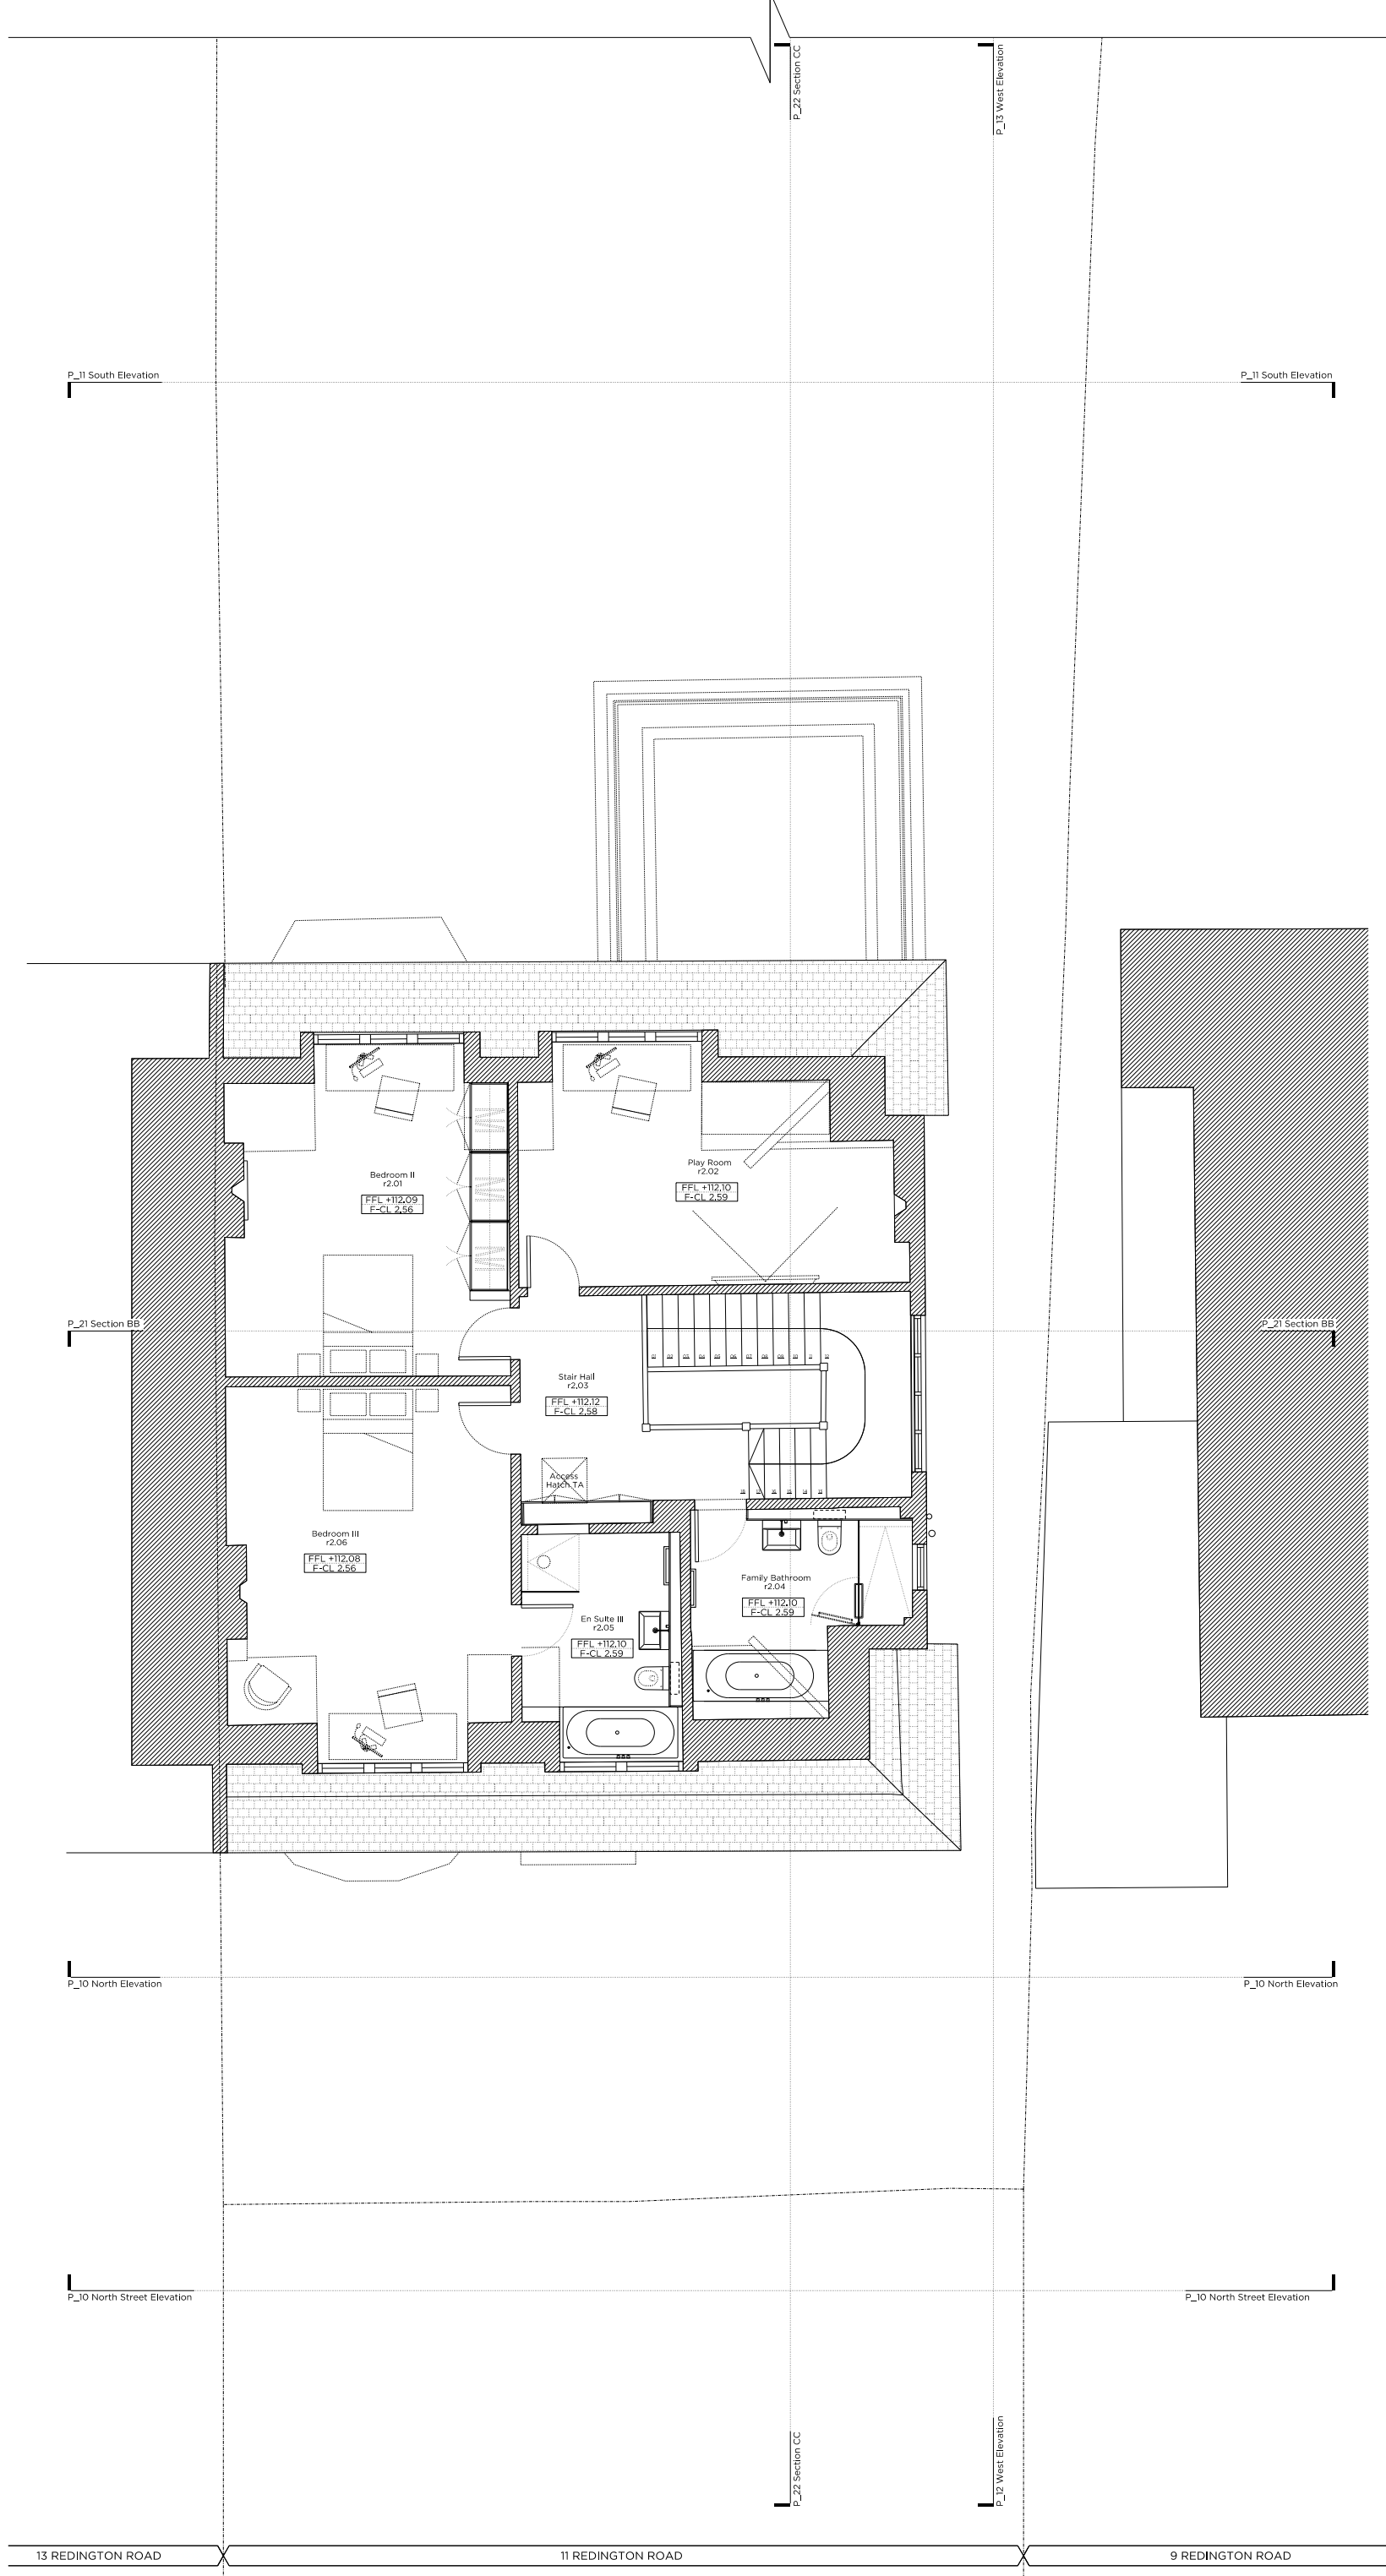 P_22 Section CC
P_13 West Elevation
P_11 South Elevation
P_11 South Elevation
Bedroom II
r2.01
FFL +112.09
F-CL 2.56
Play Room
r2.02
FFL +112.10
F-CL 2.59
P_21 Section BB
P_21 Section BB
Stair Hall
r2.03
FFL +112.12
F-CL 2.58
Access
Hatch TA
Bedroom III
r2.06
FFL +112.08
F-CL 2.56
En Suite III
r2.05
FFL +112.10
F-CL 2.59
Family Bathroom
r2.04
FFL +112.10
F-CL 2.59
P_10 North Elevation
P_10 North Elevation
P_10 North Street Elevation
P_10 North Street Elevation
P_22 Section CC
P_12 West Elevation
13 REDINGTON ROAD
11 REDINGTON ROAD
9 REDINGTON ROAD